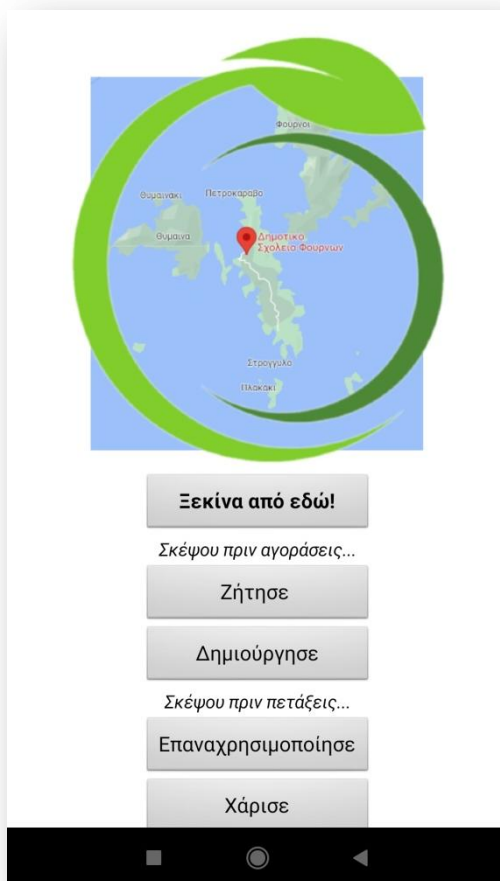 Φούρνοι
Θυμαινάκι
Πετροκάραβο
Θύμαινα
Δημοτικό
Σχολείο Φούρνων
Στρογγυλό
Πλακάκι
Ξεκίνα από εδώ!
Σκέψου πριν αγοράσεις...
Ζήτησε
Δημιούργησε
Σκέψου πριν πετάξεις...
Επαναχρησιμοποίησε
Χάρισε